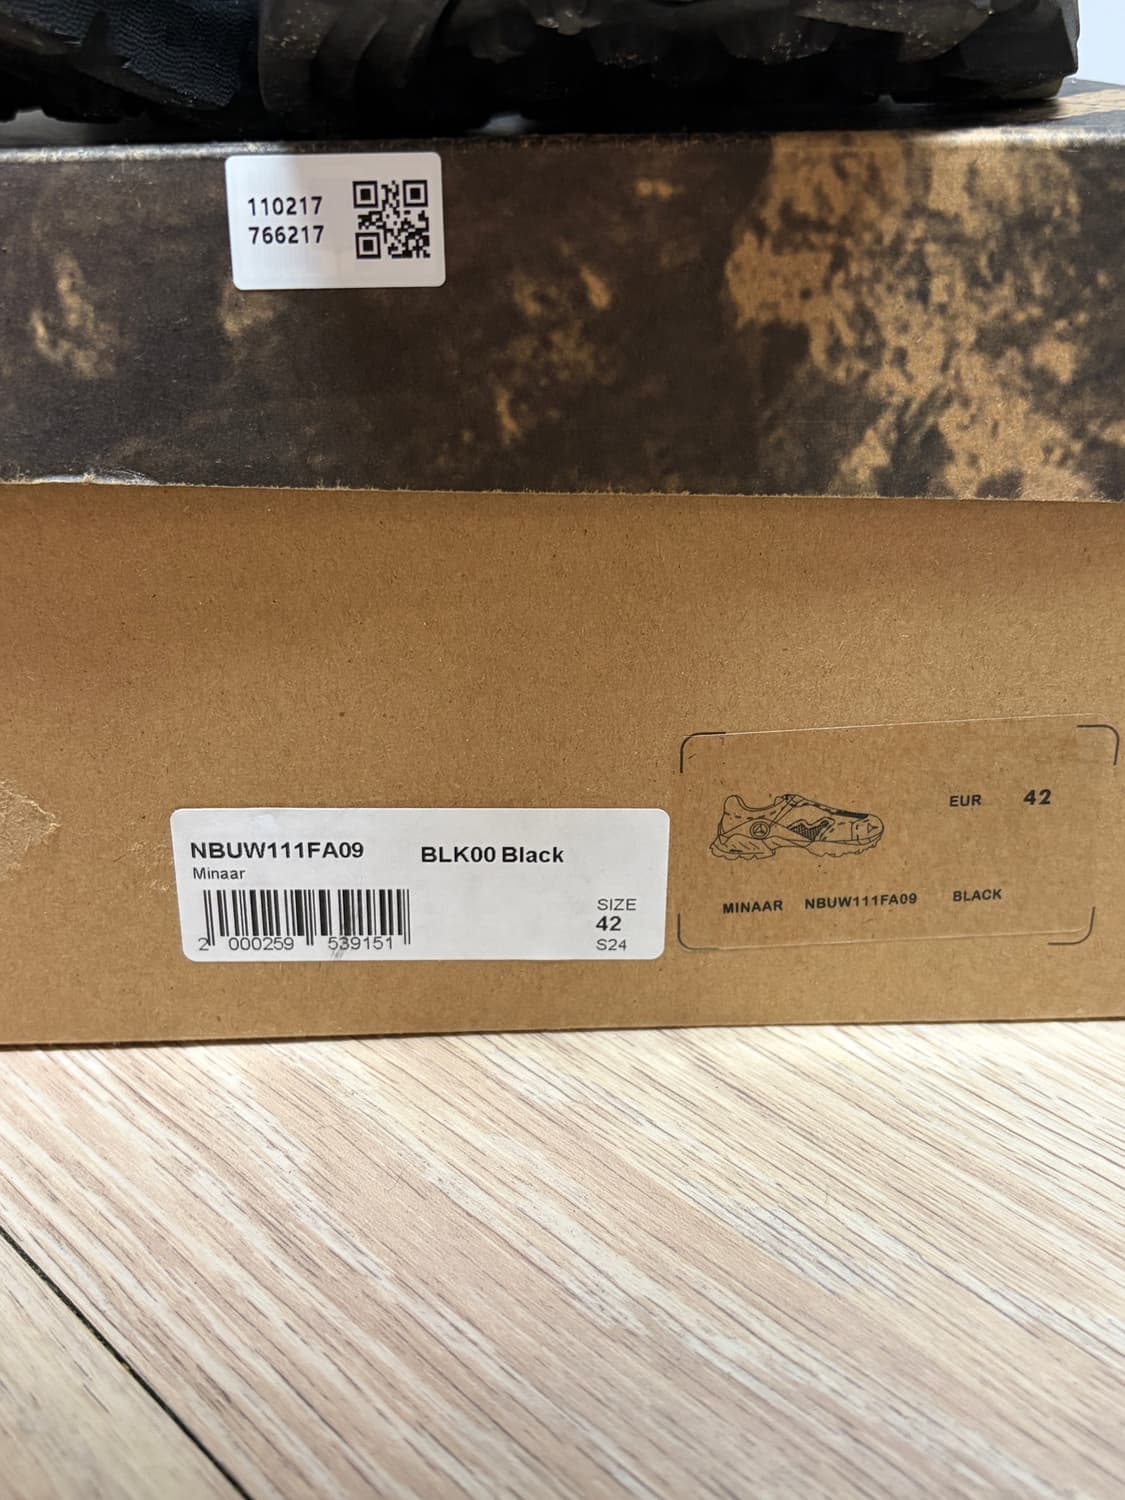 110217
766217
NBUW111FA09 BLK00 Black
Minaar
SIZE
42
S24
2 000259 539151
EUR 42
MINAAR NBUW111FA09 BLACK